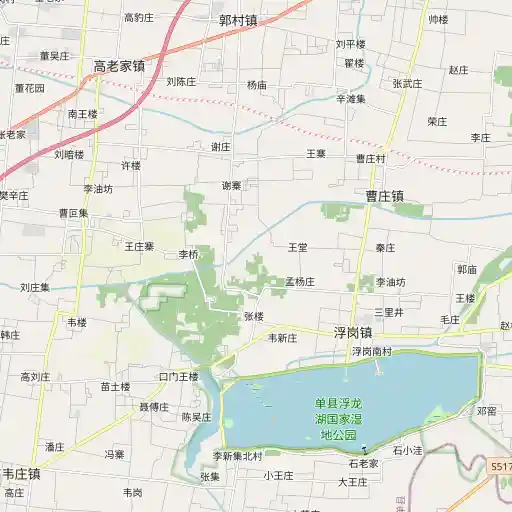 高豹庄
郭村镇
帅楼
董吴庄
刘平楼
瞿楼
高老家镇
刘陈庄
杨庙
赵庄
张武庄
董花园
辛滩集
南王楼
荣庄
张老家
李庄
谢庄
刘暗楼
王寨
曹庄村
许楼
谢寨
李油坊
樊辛庄
曹庄镇
曹叵集
王庄寨
李桥
王堂
秦庄
郭庙
刘庄集
孟杨庄
李油坊
王楼
张楼
三里井
毛庄
韦楼
浮岗镇
韩庄
韦新庄
浮岗南村
高刘庄
口门王楼
苗土楼
单县浮龙
湖国家湿
地公园
聂傅庄
陈吴庄
邓窑
潘庄
冯寨
李新集北村
石小洼
石老家
韦庄镇
S517
张集
小王庄
大王庄
高庄
韦岗